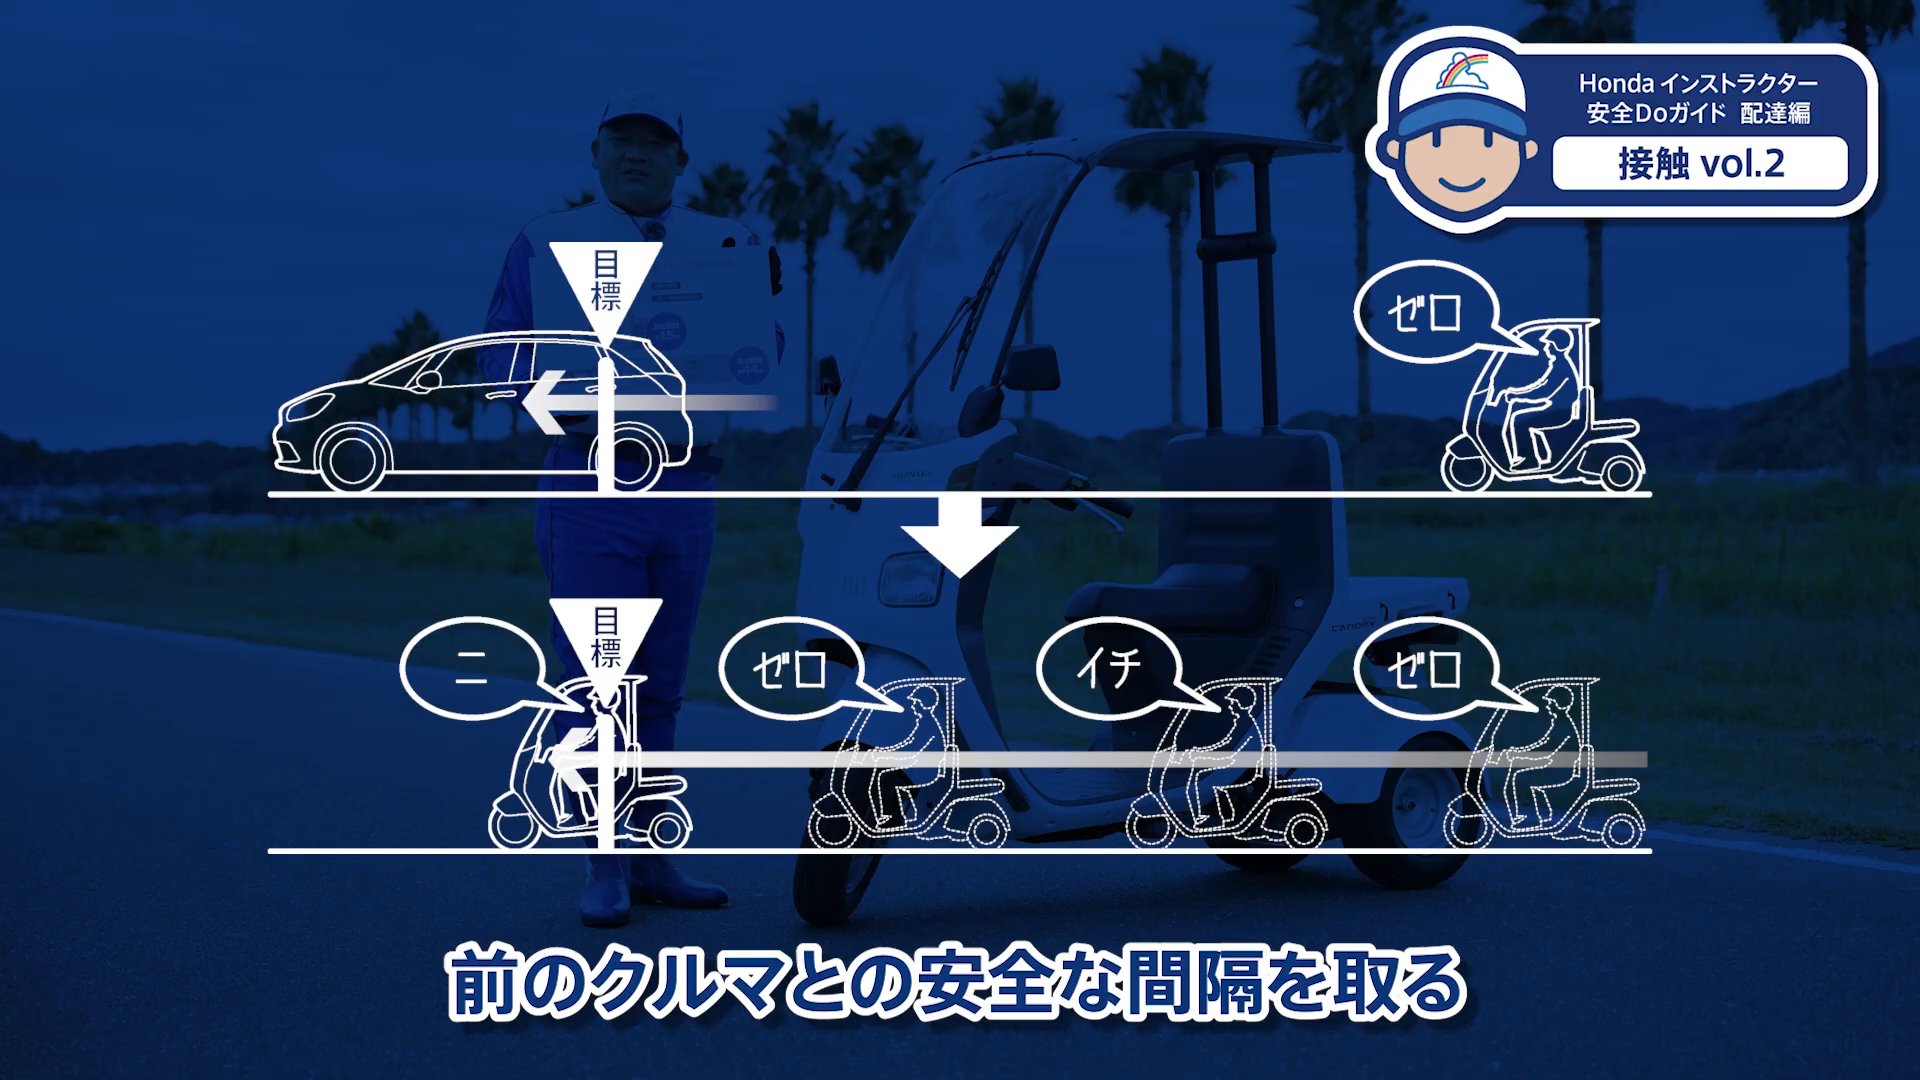 Honda インストラクター
安全Doガイド 配達編
接触 vol.2
目標
ゼロ
目標
ニ
ゼロ
イチ
ゼロ
HONDA
CANOPY
前のクルマとの安全な間隔を取る